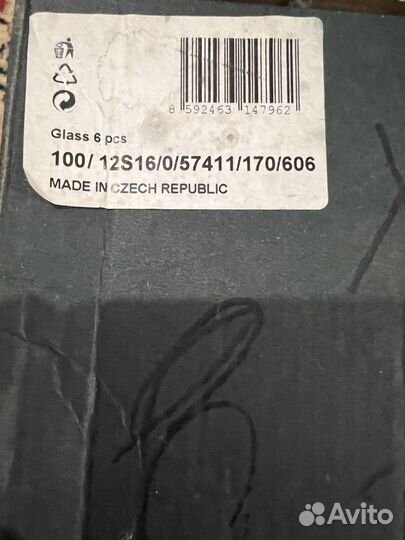 8 592463 147962
Glass 6 pcs
100/ 12S16/0/57411/170/606
MADE IN CZECH REPUBLIC
Avito